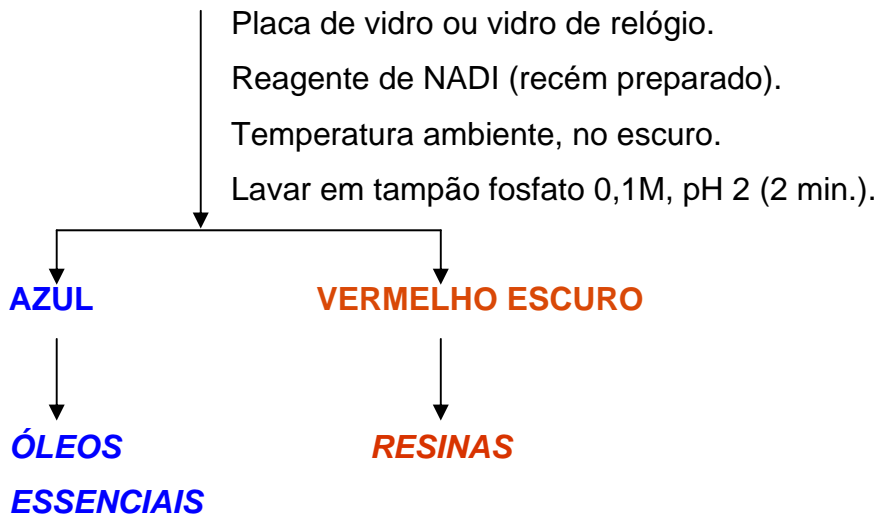 Placa de vidro ou vidro de relógio.
Reagente de NADI (recém preparado).
Temperatura ambiente, no escuro.
Lavar em tampão fosfato 0,1M, pH 2 (2 min.).
AZUL
VERMELHO ESCURO
ÓLEOS
ESSENCIAIS
RESINAS